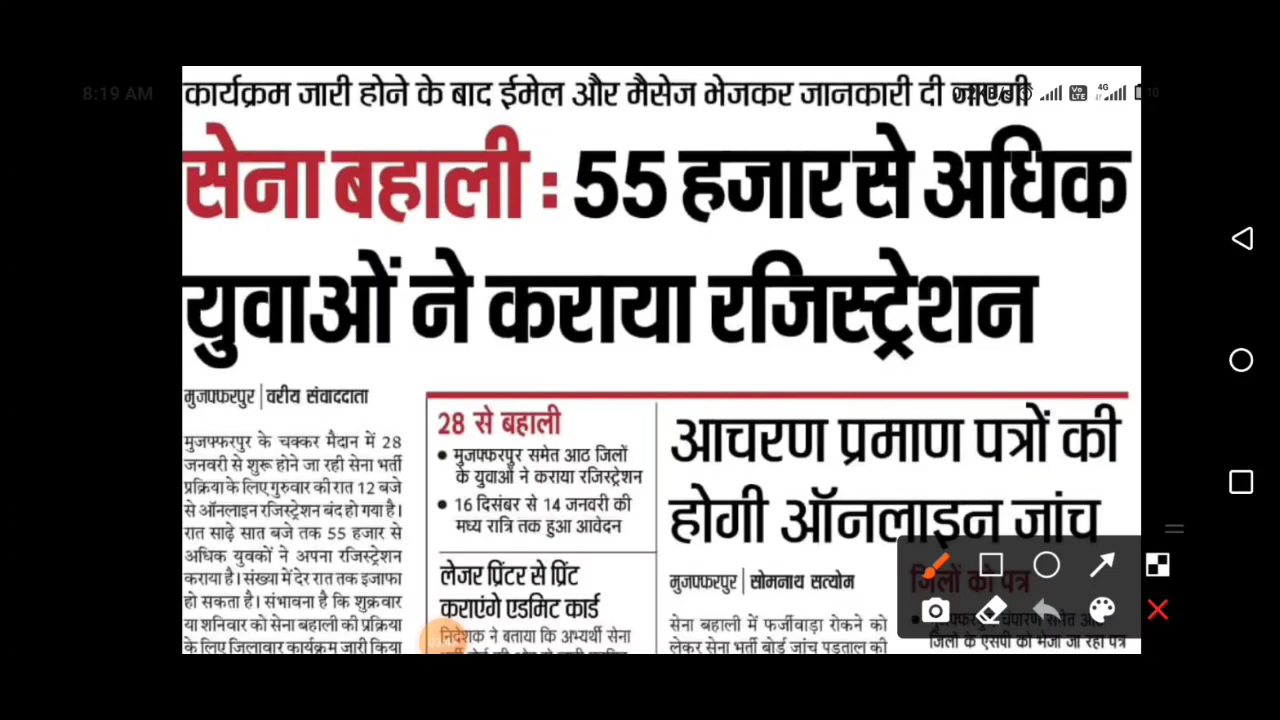 8:19 AM
कार्यक्रम जारी होने के बाद ईमेल और मैसेज भेजकर जानकारी दी जाएगी
सेना बहाली : 55 हजार से अधिक
युवाओं ने कराया रजिस्ट्रेशन
मुजफ्फरपुर | वरीय संवाददाता
मुजफ्फरपुर के चक्कर मैदान में 28
जनवरी से शुरू होने जा रही सेना भर्ती
प्रक्रिया के लिए गुरुवार की रात 12 बजे
से ऑनलाइन रजिस्ट्रेशन बंद हो गया है।
रात साढ़े सात बजे तक 55 हजार से
अधिक युवकों ने अपना रजिस्ट्रेशन
कराया है। संख्या में देर रात तक इजाफा
हो सकता है। संभावना है कि शुक्रवार
या शनिवार को सेना बहाली की प्रक्रिया
के लिए जिलावार कार्यक्रम जारी किया
28 से बहाली
• मुजफ्फरपुर समेत आठ जिलों
के युवाओं ने कराया रजिस्ट्रेशन
• 16 दिसंबर से 14 जनवरी की
मध्य रात्रि तक हुआ आवेदन
लेजर प्रिंटर से प्रिंट
कराएंगे एडमिट कार्ड
निदेशक ने बताया कि अभ्यर्थी सेना
आचरण प्रमाण पत्रों की
होगी ऑनलाइन जांच
मुजफ्फरपुर | सोमनाथ सत्योम
सेना बहाली में फर्जीवाड़ा रोकने को
लेकर सेना भर्ती बोर्ड जांच पड़ताल की
जिलों को पत्र
जिलों के एसपी को भेजा जा रहा पत्र